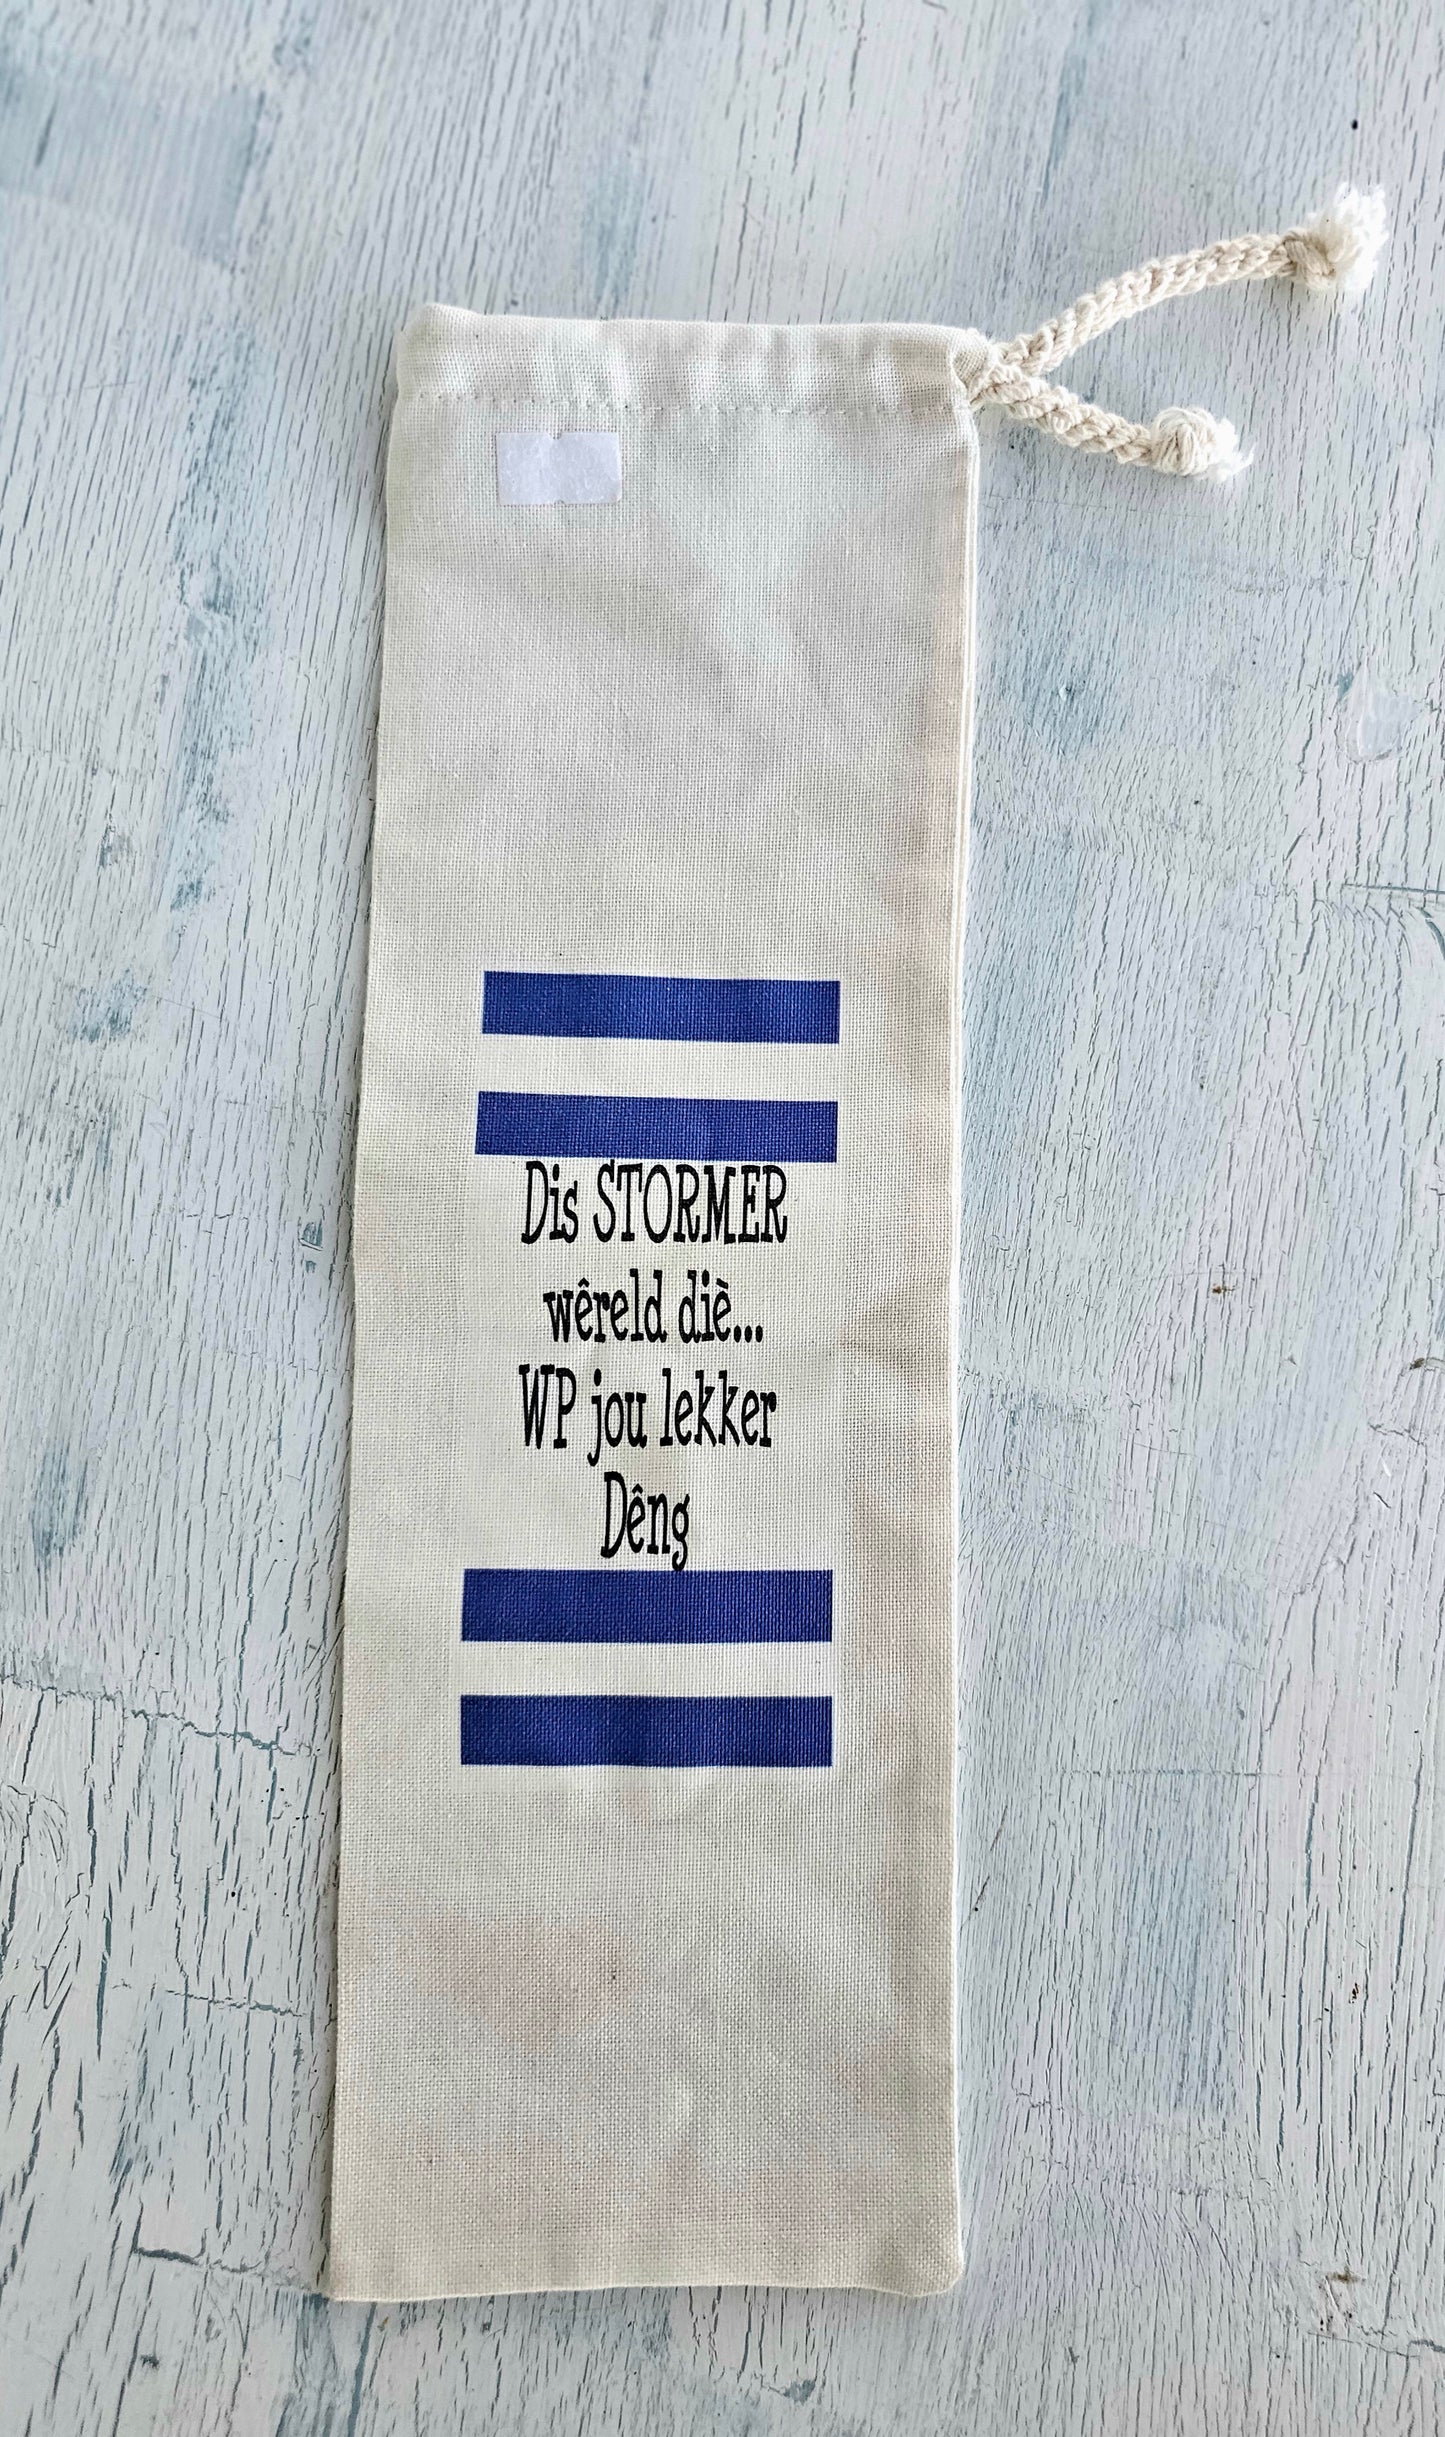 Dis STORMER
wêreld diè...
WP jou lekker
Dêng